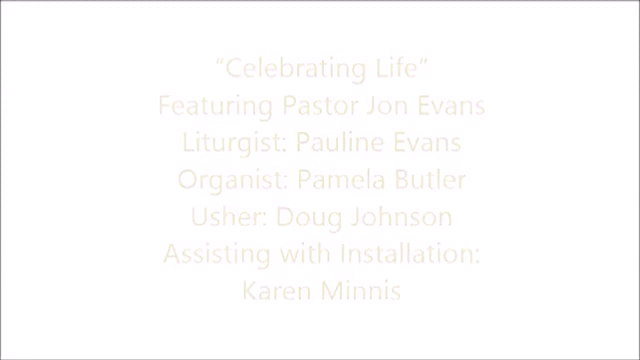 “Celebrating Life”
Featuring Pastor Jon Evans
Liturgist: Pauline Evans
Organist: Pamela Butler
Usher: Doug Johnson
Assisting with Installation:
Karen Minnis